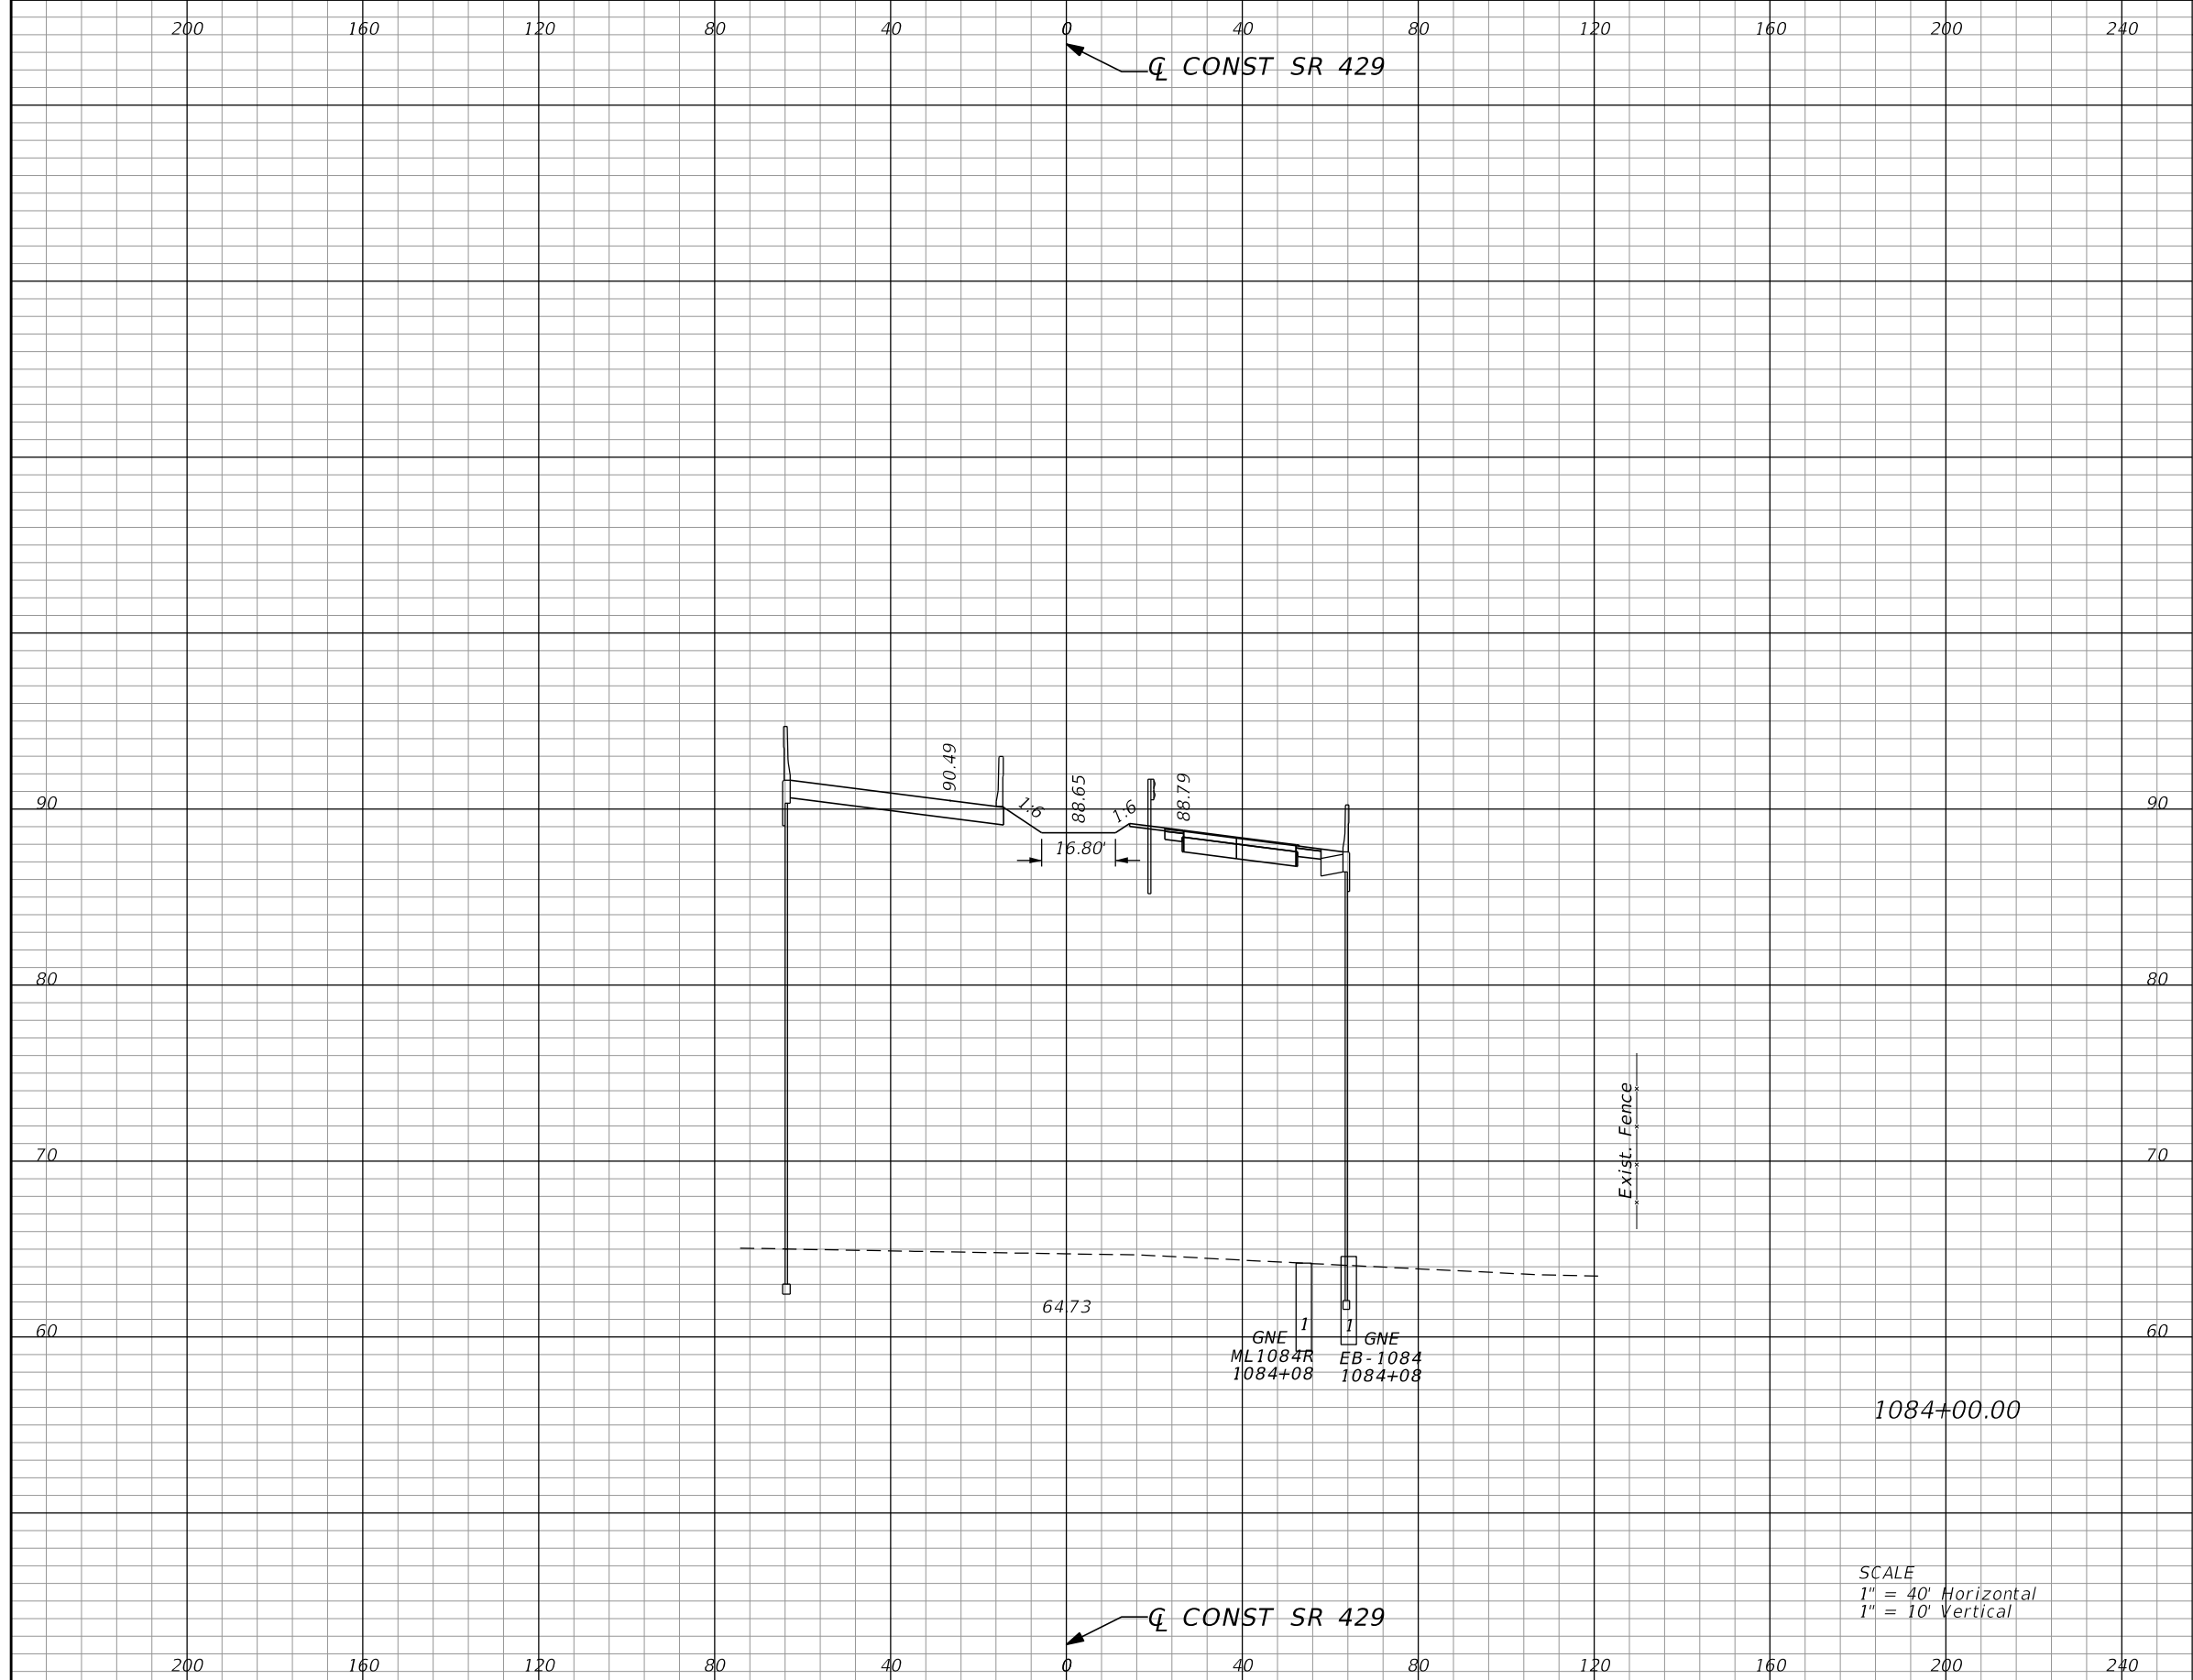 200 160 120 80 40 0 40 80 120 160 200 240
℄ CONST SR 429
90.49
88.65
88.79
1:6
1:6
90 90
16.80'
80 80
Exist. Fence
70 70
64.73
60 60
1 1
GNE
ML1084R
1084+08
GNE
EB-1084
1084+08
1084+00.00
SCALE
1" = 40' Horizontal
1" = 10' Vertical
℄ CONST SR 429
200 160 120 80 40 0 40 80 120 160 200 240